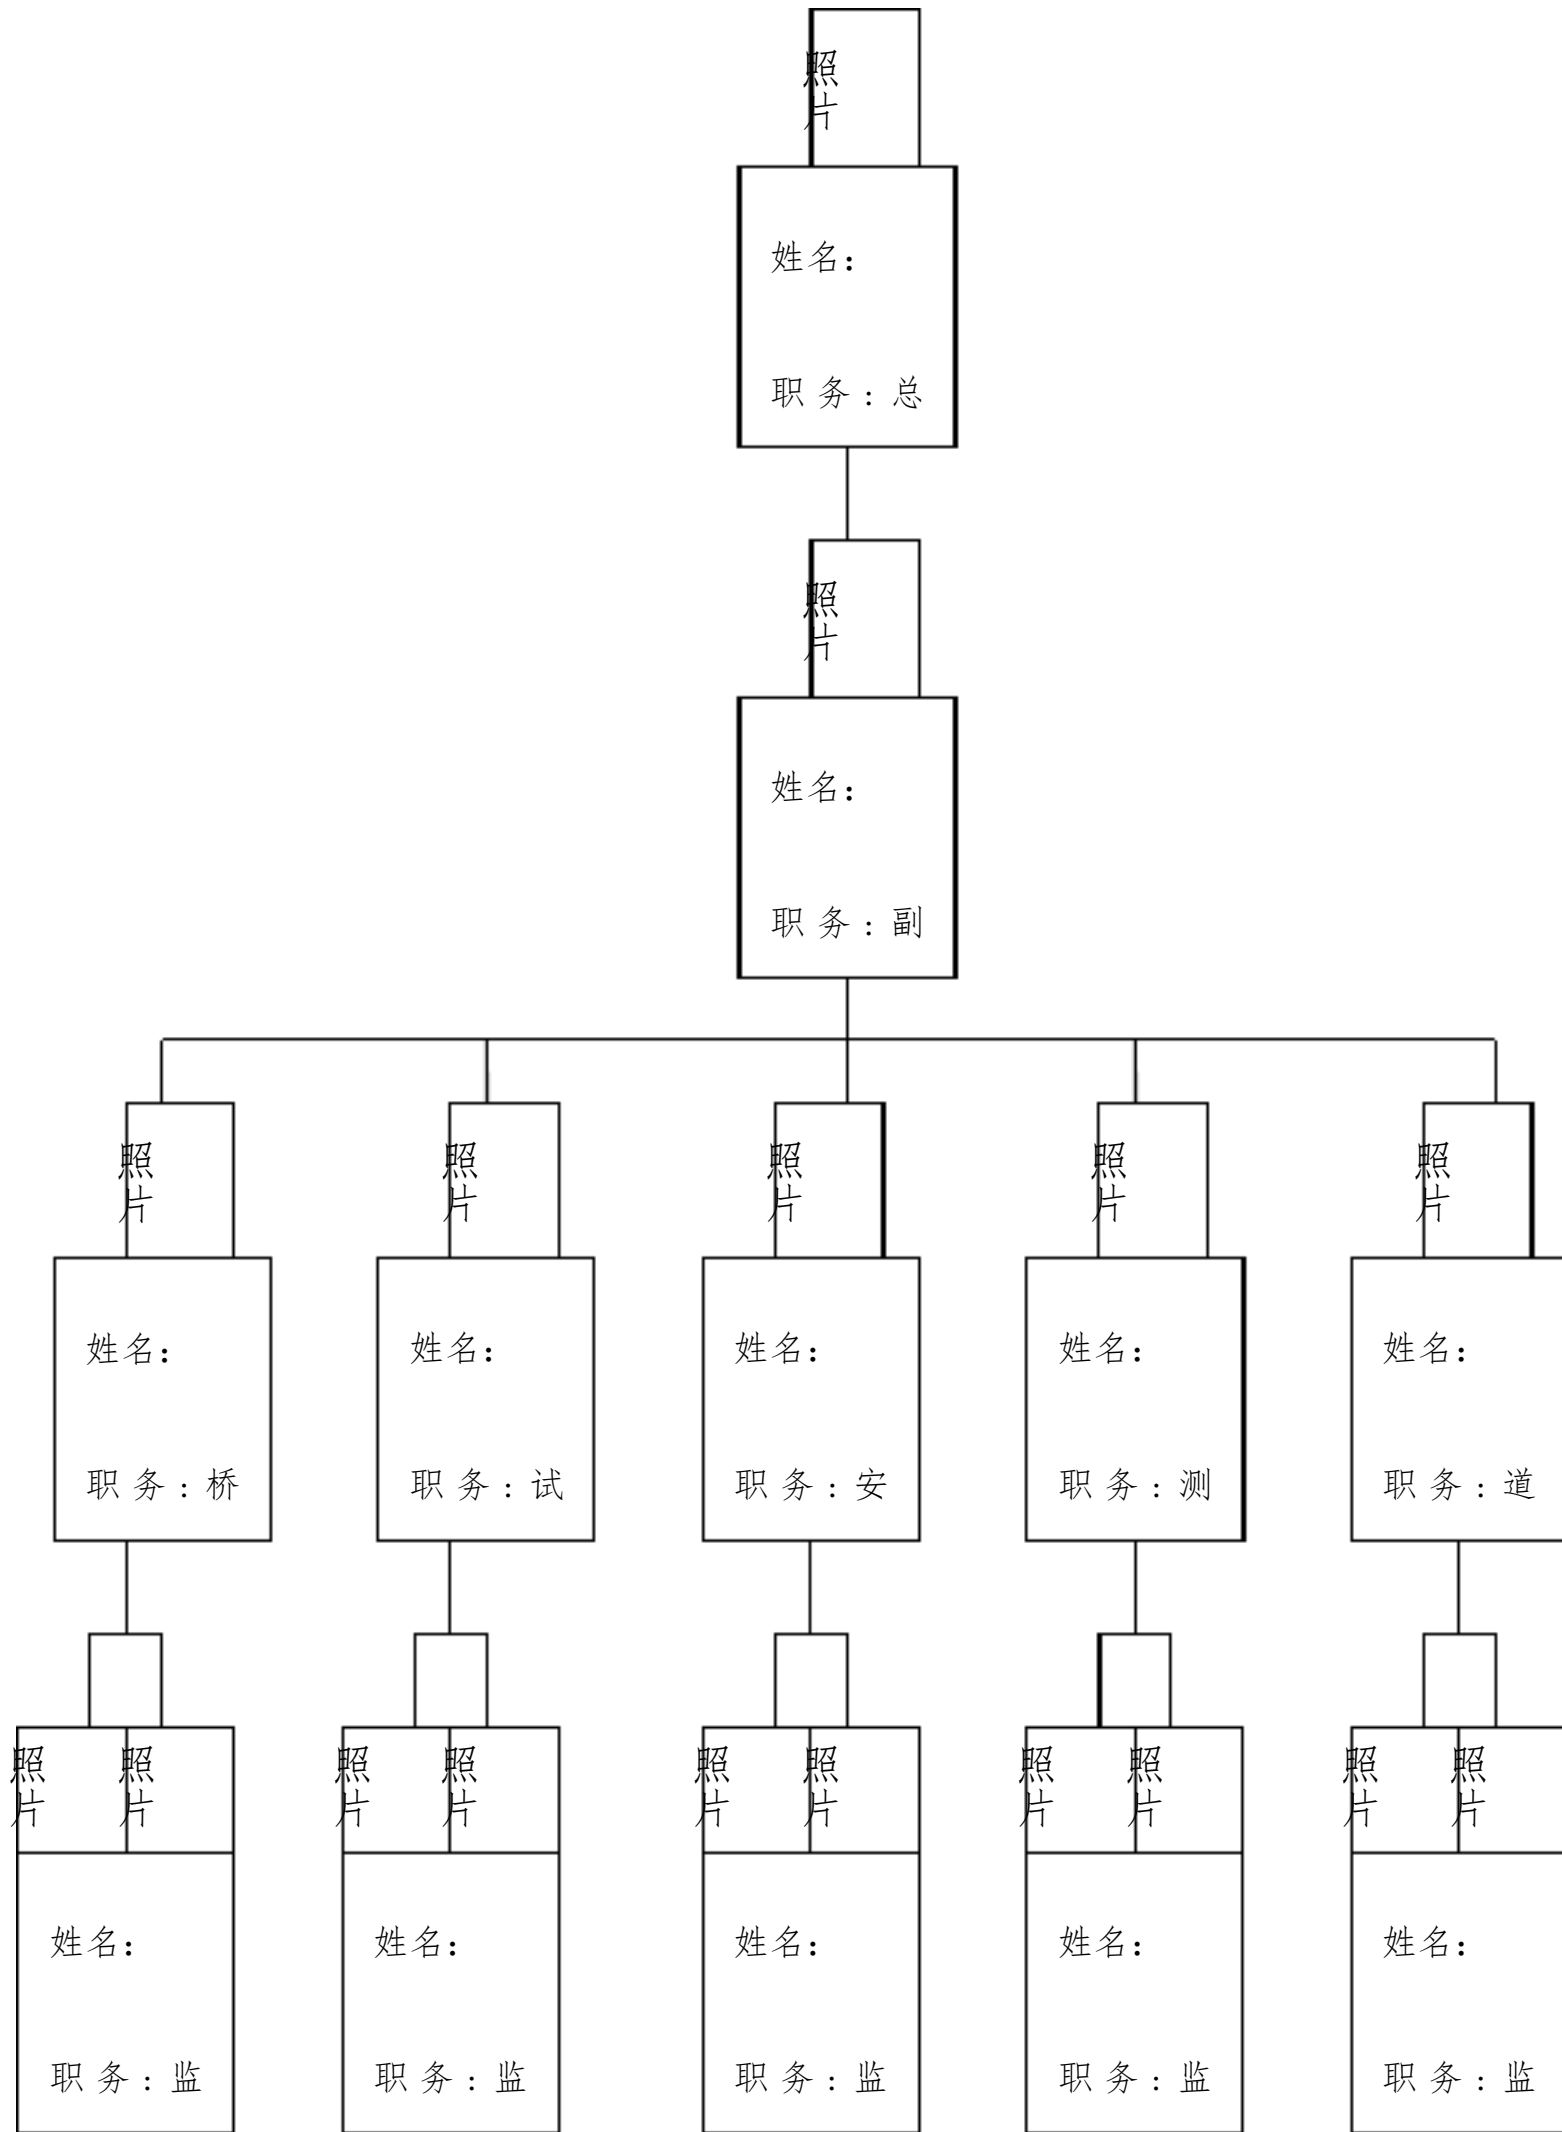 照
片
姓名：
职务：总
照
片
姓名：
职务：副
照 照 照 照 照
片 片 片 片 片
姓名： 姓名： 姓名： 姓名： 姓名：
职务：桥 职务：试 职务：安 职务：测 职务：道
照 照 照 照 照 照 照 照 照 照
片 片 片 片 片 片 片 片 片 片
姓名： 姓名： 姓名： 姓名： 姓名：
职务：监 职务：监 职务：监 职务：监 职务：监